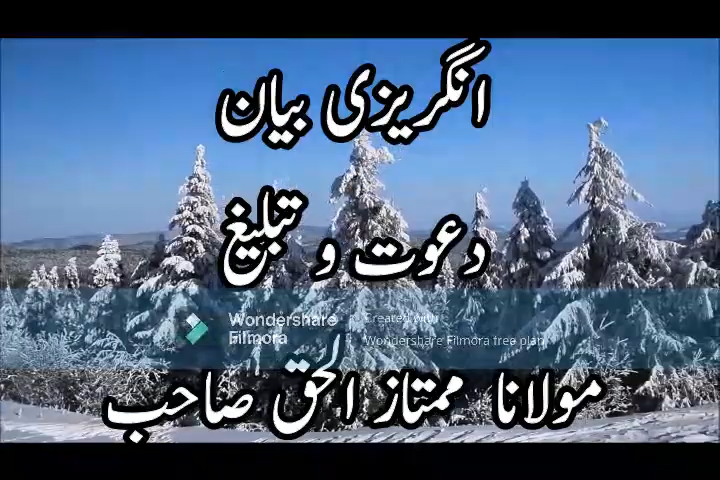 انگریزی بیان
دعوت و تبلیغ
Wondershare
Filmora
Created with
Wondershare Filmora free plan
مولانا ممتاز الحق صاحب